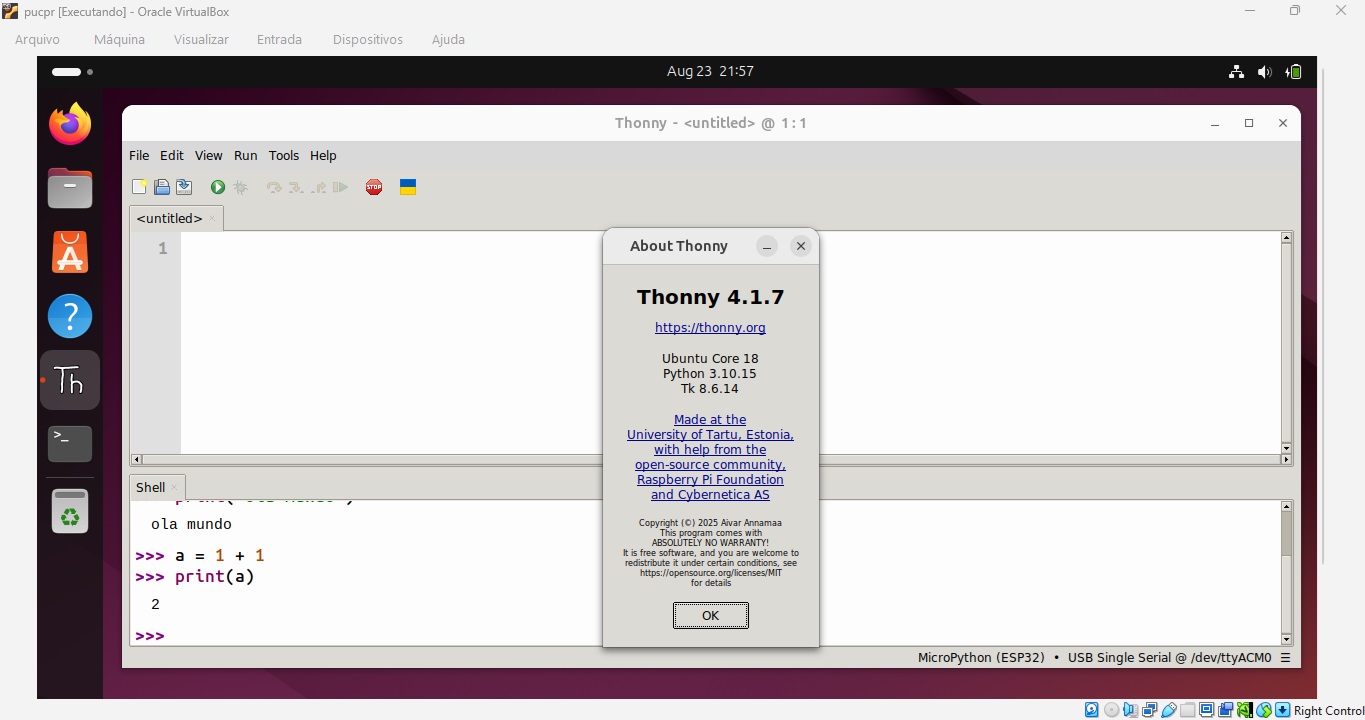 pucpr [Executando] - Oracle VirtualBox
Arquivo Máquina Visualizar Entrada Dispositivos Ajuda
Aug 23 21:57
Thonny - <untitled> @ 1:1
File Edit View Run Tools Help
STOP
<untitled>
1
About Thonny
Thonny 4.1.7
https://thonny.org
Ubuntu Core 18
Python 3.10.15
Tk 8.6.14
Made at the
University of Tartu, Estonia,
with help from the
open-source community,
Raspberry Pi Foundation
and Cybernetica AS
Copyright (©) 2025 Aivar Annamaa
This program comes with
ABSOLUTELY NO WARRANTY!
It is free software, and you are welcome to
redistribute it under certain conditions, see
https://opensource.org/licenses/MIT
for details
OK
Th
>_
Shell
ola mundo
>>> a = 1 + 1
>>> print(a)
2
>>>
MicroPython (ESP32) • USB Single Serial @ /dev/ttyACM0 ☰
Right Control